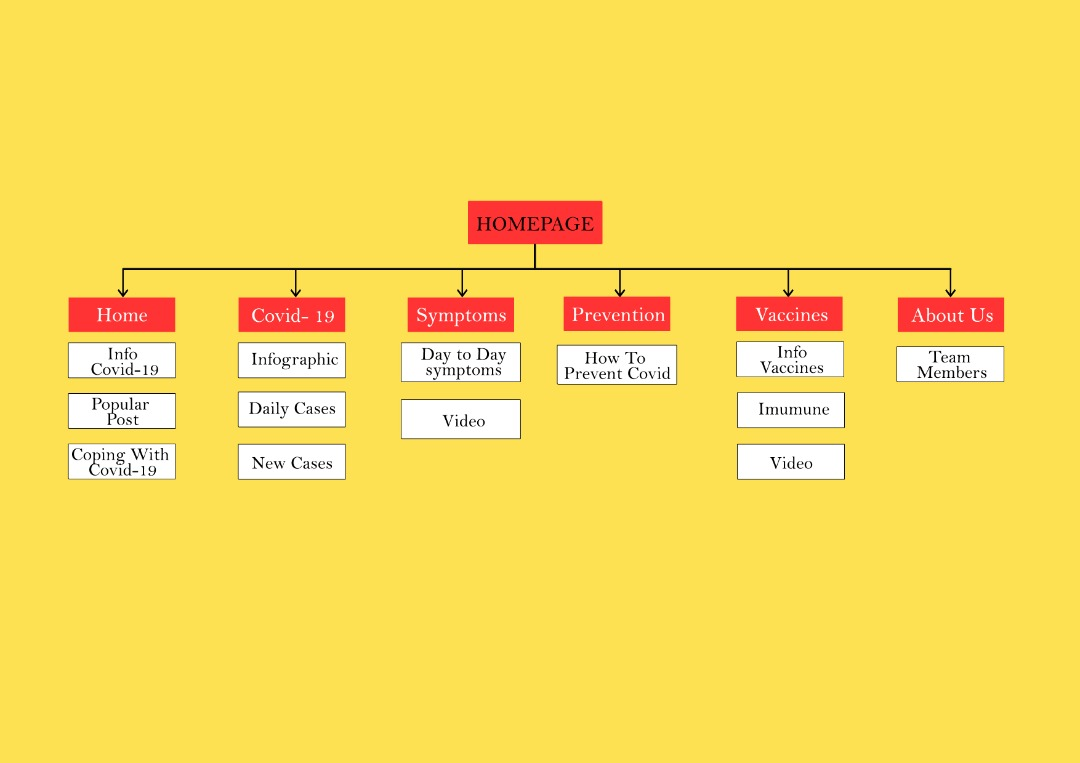 HOMEPAGE
Home
Info
Covid-19
Popular
Post
Coping With
Covid-19
Covid- 19
Infographic
Daily Cases
New Cases
Symptoms
Day to Day
symptoms
Video
Prevention
How To
Prevent Covid
Vaccines
Info
Vaccines
Imumune
Video
About Us
Team
Members